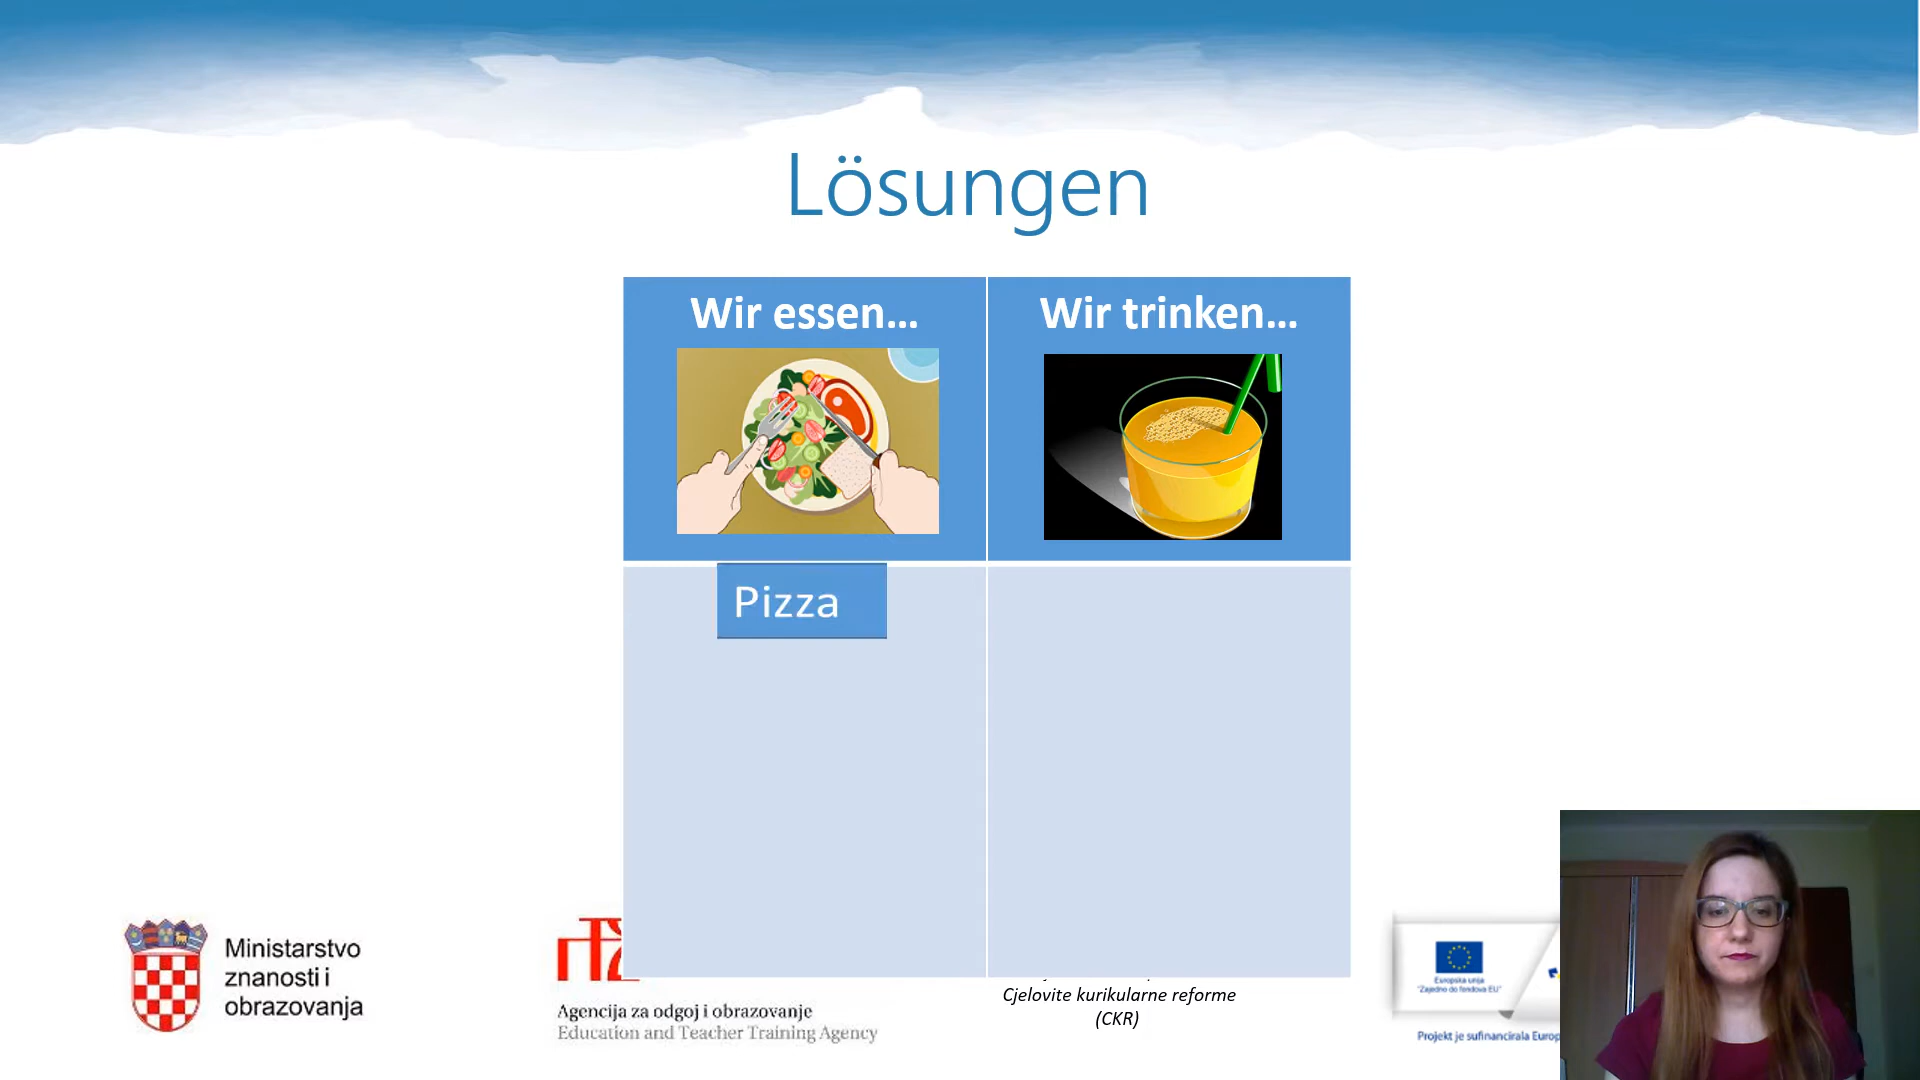 Lösungen
Wir essen...
Wir trinken...
Pizza
Ministarstvo
znanosti i
obrazovanja
Agencija za odgoj i obrazovanje
Education and Teacher Training Agency
Cjelovite kurikularne reforme
(CKR)
Europska unija
"Zajedno do fondova EU"
Projekt je sufinancirala